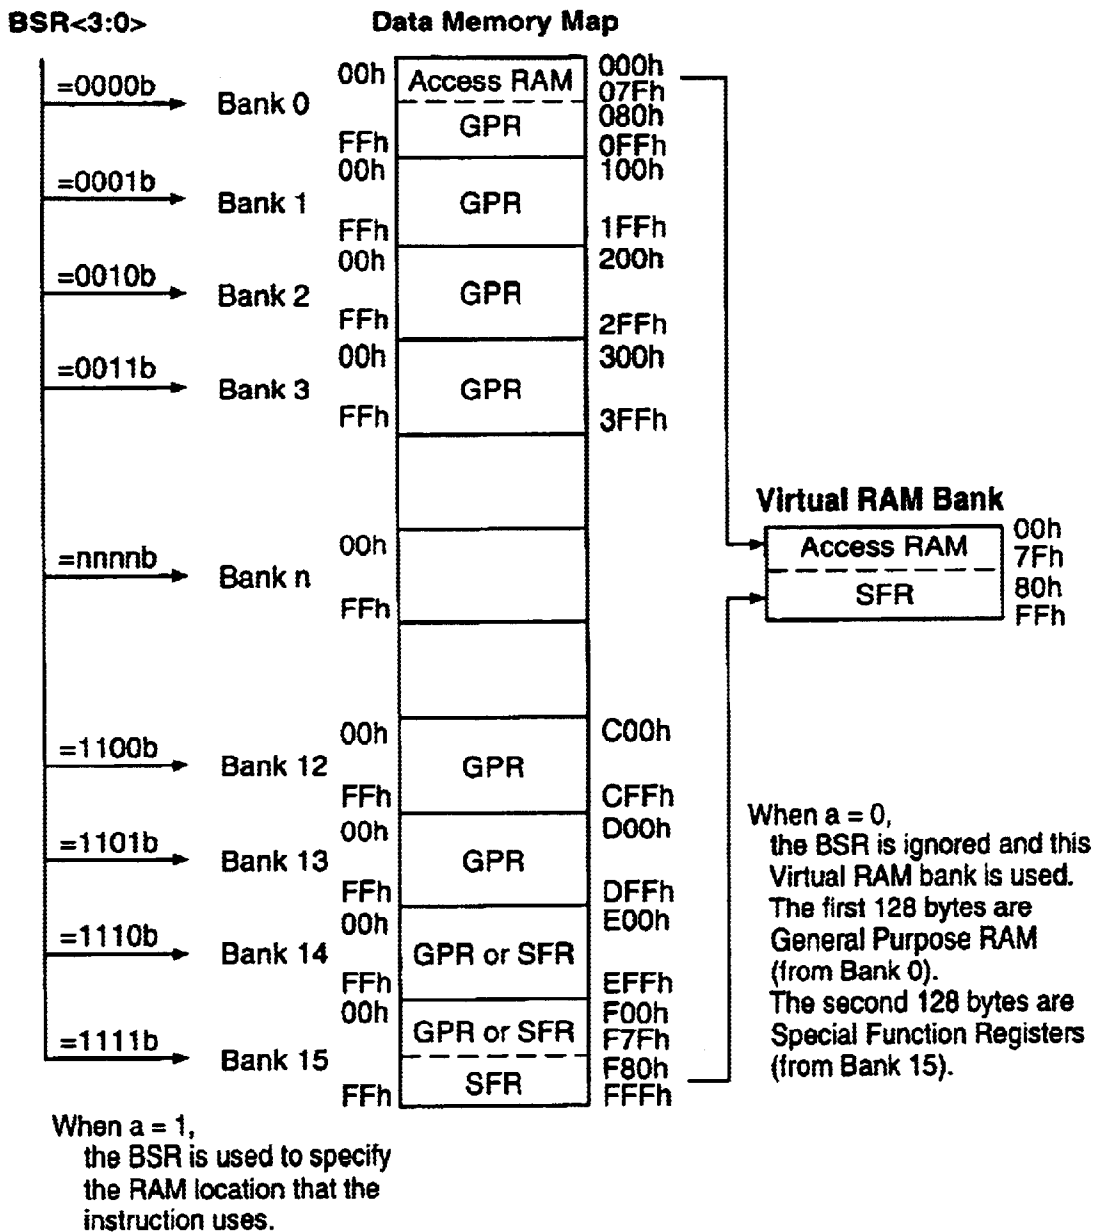 BSR<3:0>
Data Memory Map
=0000b
Bank 0
00h
Access RAM
000h
07Fh
GPR
080h
FFh
0FFh
=0001b
Bank 1
00h
GPR
100h
FFh
1FFh
=0010b
Bank 2
00h
GPR
200h
FFh
2FFh
=0011b
Bank 3
00h
GPR
300h
FFh
3FFh
=nnnnb
Bank n
00h
FFh
Virtual RAM Bank
Access RAM
00h
7Fh
SFR
80h
FFh
=1100b
Bank 12
00h
GPR
C00h
FFh
CFFh
=1101b
Bank 13
00h
GPR
D00h
FFh
DFFh
=1110b
Bank 14
00h
GPR or SFR
E00h
FFh
EFFh
=1111b
Bank 15
00h
GPR or SFR
F00h
F7Fh
SFR
F80h
FFh
FFFh
When a = 0,
the BSR is ignored and this
Virtual RAM bank is used.
The first 128 bytes are
General Purpose RAM
(from Bank 0).
The second 128 bytes are
Special Function Registers
(from Bank 15).
When a = 1,
the BSR is used to specify
the RAM location that the
instruction uses.